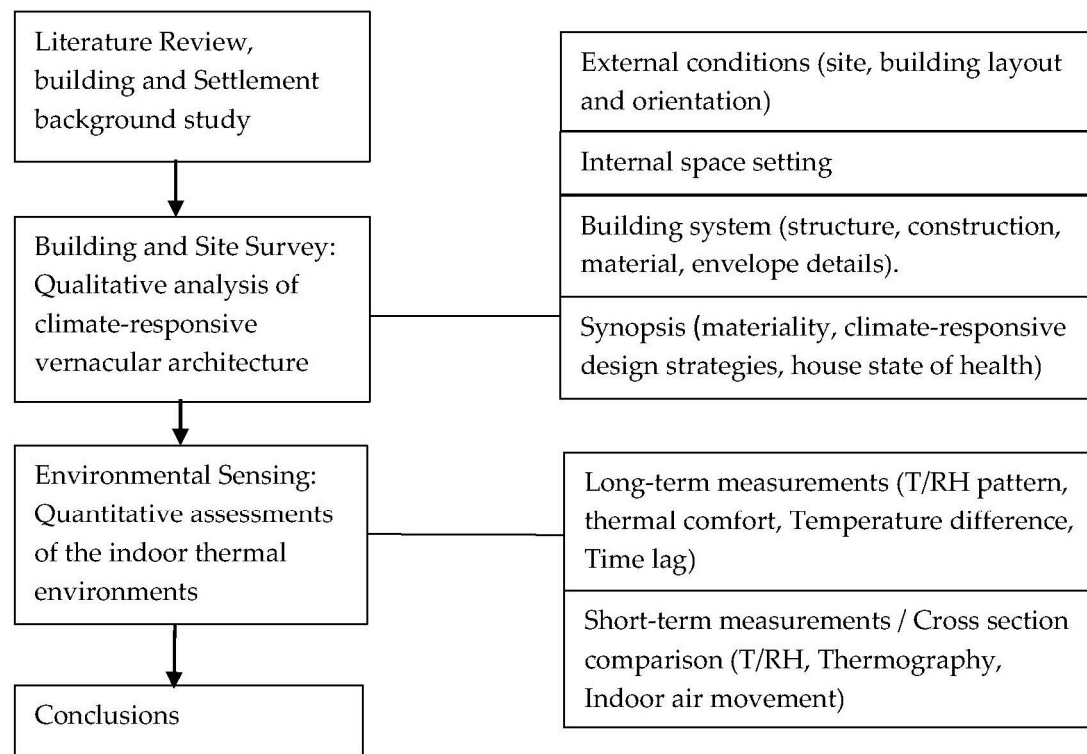 Literature Review,
building and Settlement
background study
Building and Site Survey:
Qualitative analysis of
climate-responsive
vernacular architecture
Environmental Sensing:
Quantitative assessments
of the indoor thermal
environments
Conclusions
External conditions (site, building layout
and orientation)
Internal space setting
Building system (structure, construction,
material, envelope details).
Synopsis (materiality, climate-responsive
design strategies, house state of health)
Long-term measurements (T/RH pattern,
thermal comfort, Temperature difference,
Time lag)
Short-term measurements / Cross section
comparison (T/RH, Thermography,
Indoor air movement)